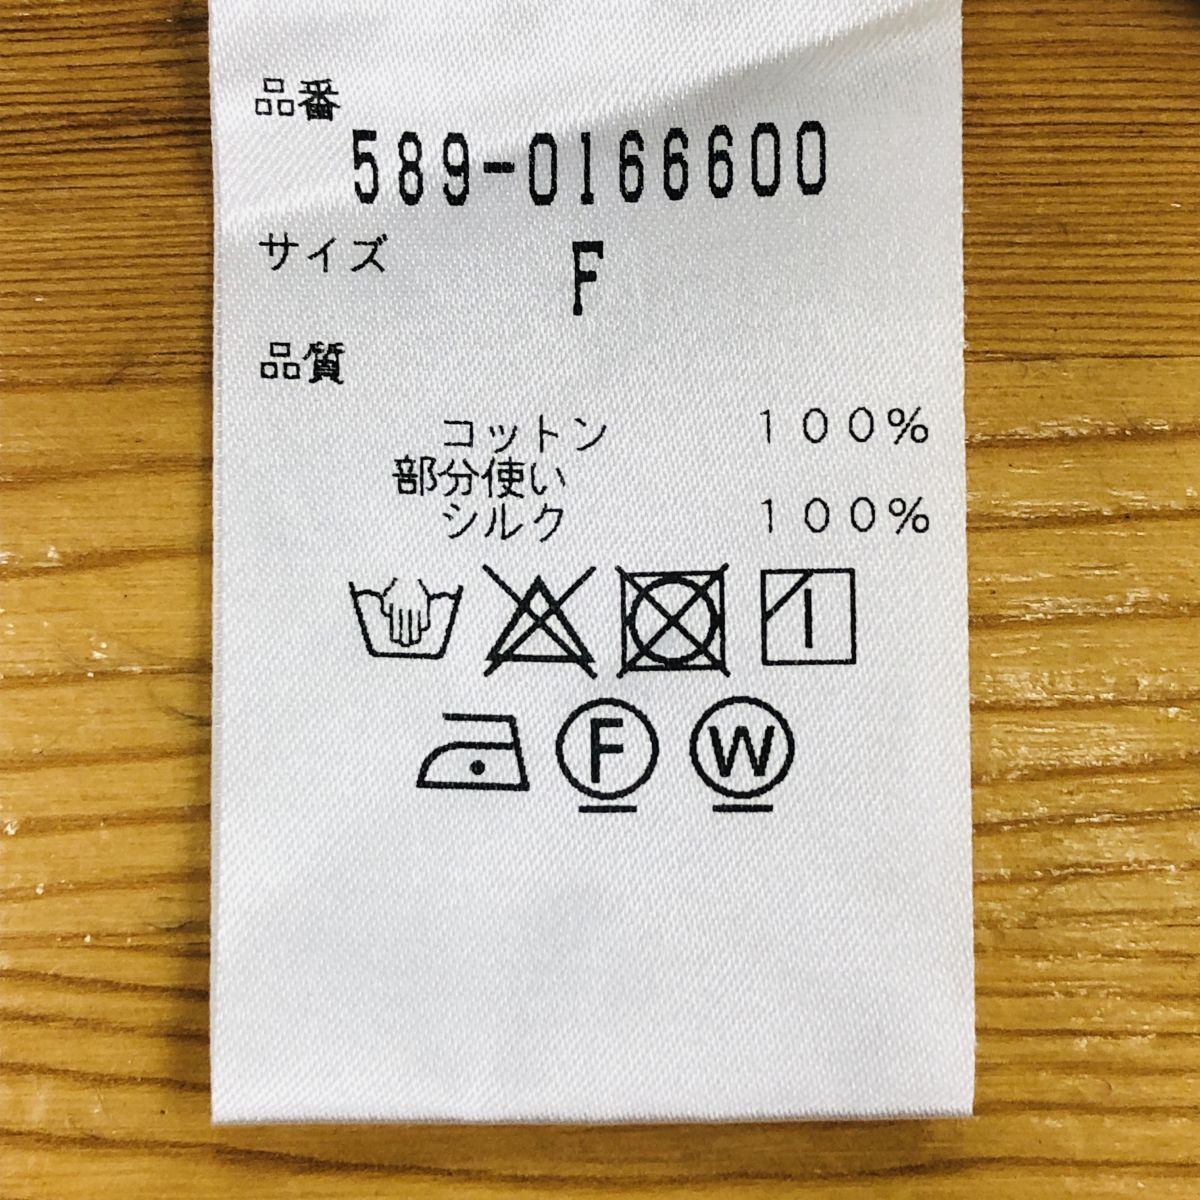 品番
589-0166600
サイズ F
品質
コットン 100%
部分使い
シルク 100%
F W